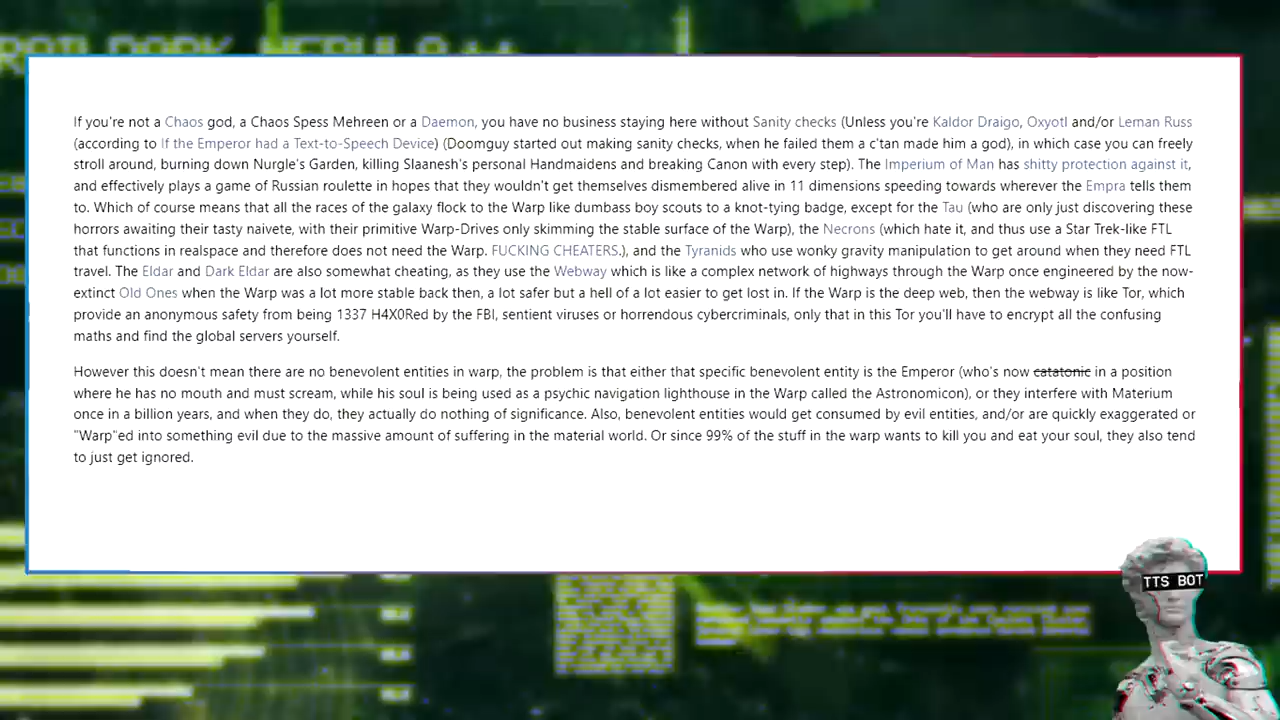 If you're not a Chaos god, a Chaos Spess Mehreen or a Daemon, you have no business staying here without Sanity checks (Unless you're Kaldor Draigo, Oxyotl and/or Leman Russ
(according to If the Emperor had a Text-to-Speech Device) (Doomguy started out making sanity checks, when he failed them a c'tan made him a god), in which case you can freely
stroll around, burning down Nurgle's Garden, killing Slaanesh's personal Handmaidens and breaking Canon with every step). The Imperium of Man has shitty protection against it,
and effectively plays a game of Russian roulette in hopes that they wouldn't get themselves dismembered alive in 11 dimensions speeding towards wherever the Empra tells them
to. Which of course means that all the races of the galaxy flock to the Warp like dumbass boy scouts to a knot-tying badge, except for the Tau (who are only just discovering these
horrors awaiting their tasty naivete, with their primitive Warp-Drives only skimming the stable surface of the Warp), the Necrons (which hate it, and thus use a Star Trek-like FTL
that functions in realspace and therefore does not need the Warp. FUCKING CHEATERS.), and the Tyranids who use wonky gravity manipulation to get around when they need FTL
travel. The Eldar and Dark Eldar are also somewhat cheating, as they use the Webway which is like a complex network of highways through the Warp once engineered by the now-
extinct Old Ones when the Warp was a lot more stable back then, a lot safer but a hell of a lot easier to get lost in. If the Warp is the deep web, then the webway is like Tor, which
provide an anonymous safety from being 1337 H4X0Red by the FBI, sentient viruses or horrendous cybercriminals, only that in this Tor you'll have to encrypt all the confusing
maths and find the global servers yourself.
However this doesn't mean there are no benevolent entities in warp, the problem is that either that specific benevolent entity is the Emperor (who's now catatonic in a position
where he has no mouth and must scream, while his soul is being used as a psychic navigation lighthouse in the Warp called the Astronomicon), or they interfere with Materium
once in a billion years, and when they do, they actually do nothing of significance. Also, benevolent entities would get consumed by evil entities, and/or are quickly exaggerated or
"Warp"ed into something evil due to the massive amount of suffering in the material world. Or since 99% of the stuff in the warp wants to kill you and eat your soul, they also tend
to just get ignored.
TTS BOT